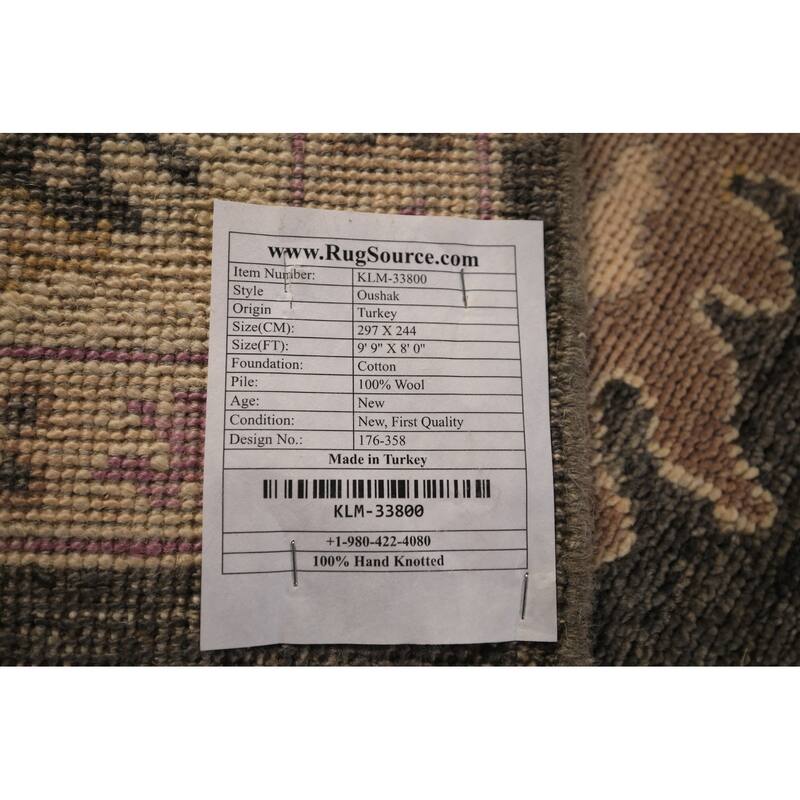 www.RugSource.com
Item Number: KLM-33800
Style Oushak
Origin Turkey
Size(CM): 297 X 244
Size(FT): 9' 9" X 8' 0"
Foundation: Cotton
Pile: 100% Wool
Age: New
Condition: New, First Quality
Design No.: 176-358
Made in Turkey
KLM-33800
+1-980-422-4080
100% Hand Knotted